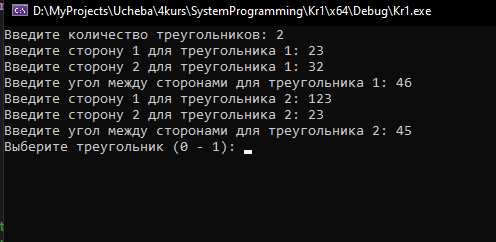 D:\MyProjects\Ucheba\4kurs\SystemProgramming\Kr1\x64\Debug\Kr1.exe
Введите количество треугольников: 2
Введите сторону 1 для треугольника 1: 23
Введите сторону 2 для треугольника 1: 32
Введите угол между сторонами для треугольника 1: 46
Введите сторону 1 для треугольника 2: 123
Введите сторону 2 для треугольника 2: 23
Введите угол между сторонами для треугольника 2: 45
Выберите треугольник (0 - 1):